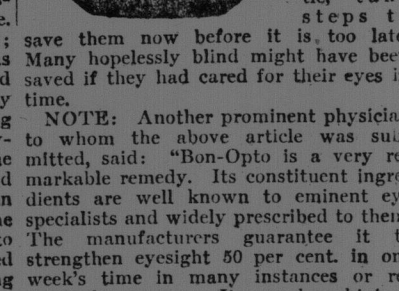 e.
steps t
; save them now before it is, too late
s Many hopelessly blind might have bee
d saved if they had cared for their eyes i
y time.
g NOTE: Another prominent physicia
- to whom the above article was sub
e mitted, said: "Bon-Opto is a very re
d markable remedy. Its constituent ingre
n dients are well known to eminent ey
e specialists and widely prescribed to them
o The manufacturers guarantee it t
d strengthen eyesight 50 per cent. in on
g week's time in many instances or re